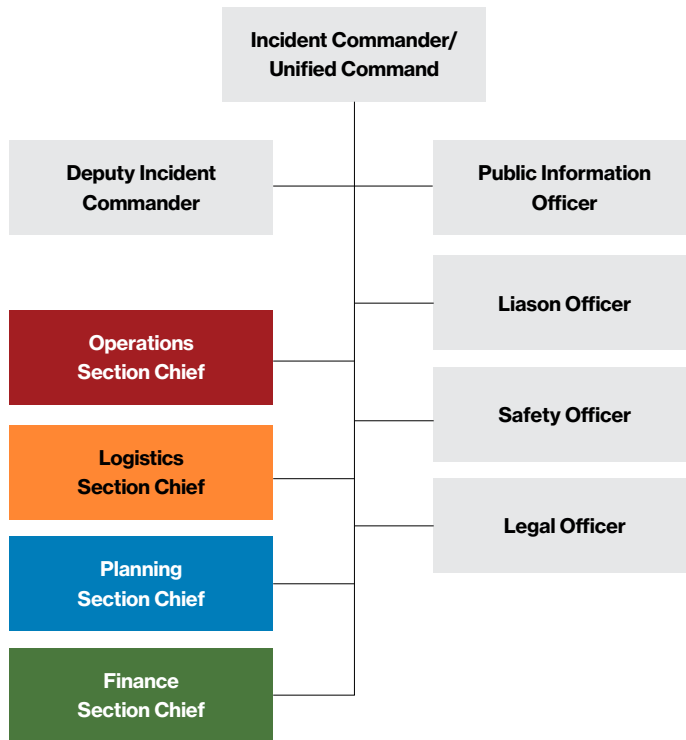 Incident Commander/
Unified Command
Deputy Incident
Commander
Public Information
Officer
Operations
Section Chief
Liason Officer
Logistics
Section Chief
Safety Officer
Planning
Section Chief
Legal Officer
Finance
Section Chief